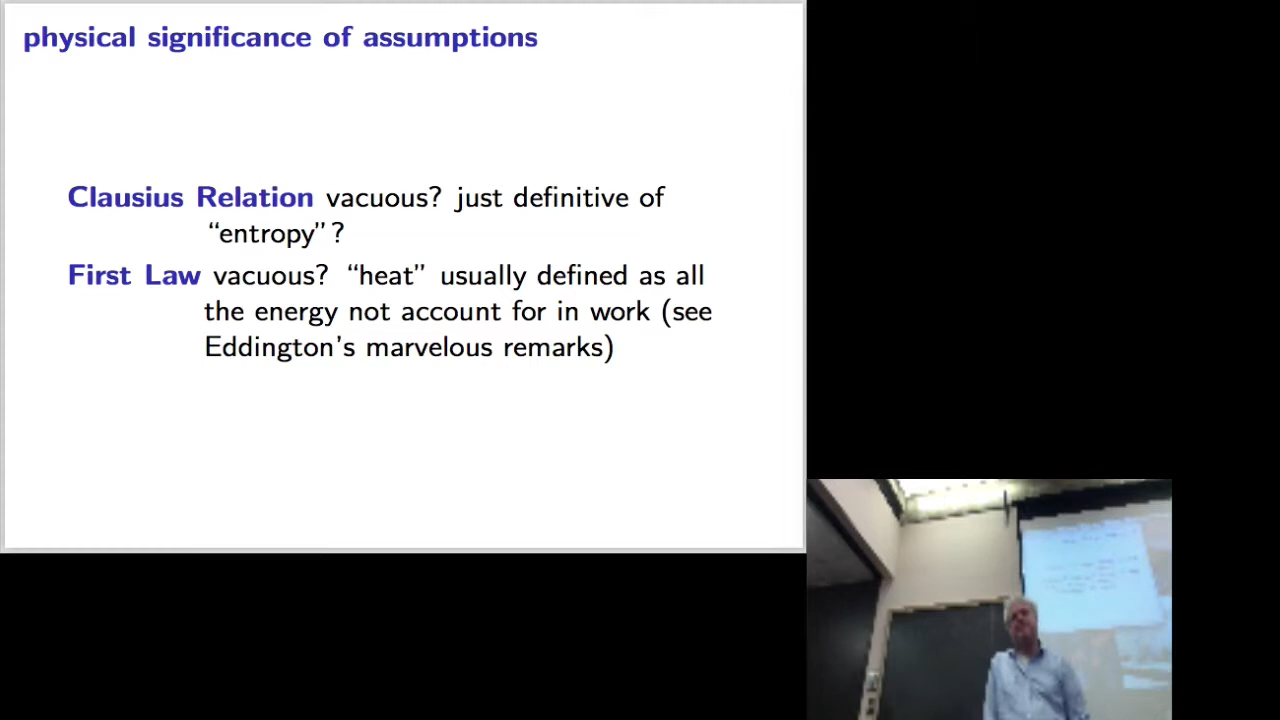 physical significance of assumptions
Clausius Relation vacuous? just definitive of
“entropy”?
First Law vacuous? “heat” usually defined as all
the energy not account for in work (see
Eddington’s marvelous remarks)